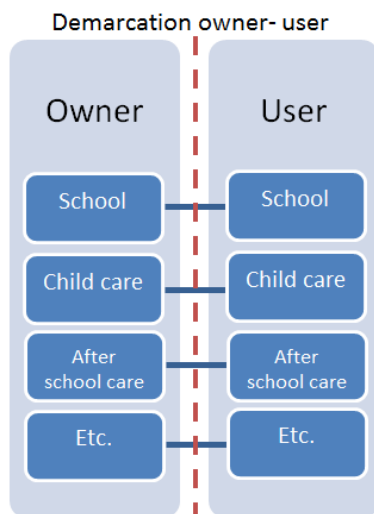 Demarcation owner- user
Owner
User
School
School
Child care
Child care
After
school care
After
school care
Etc.
Etc.